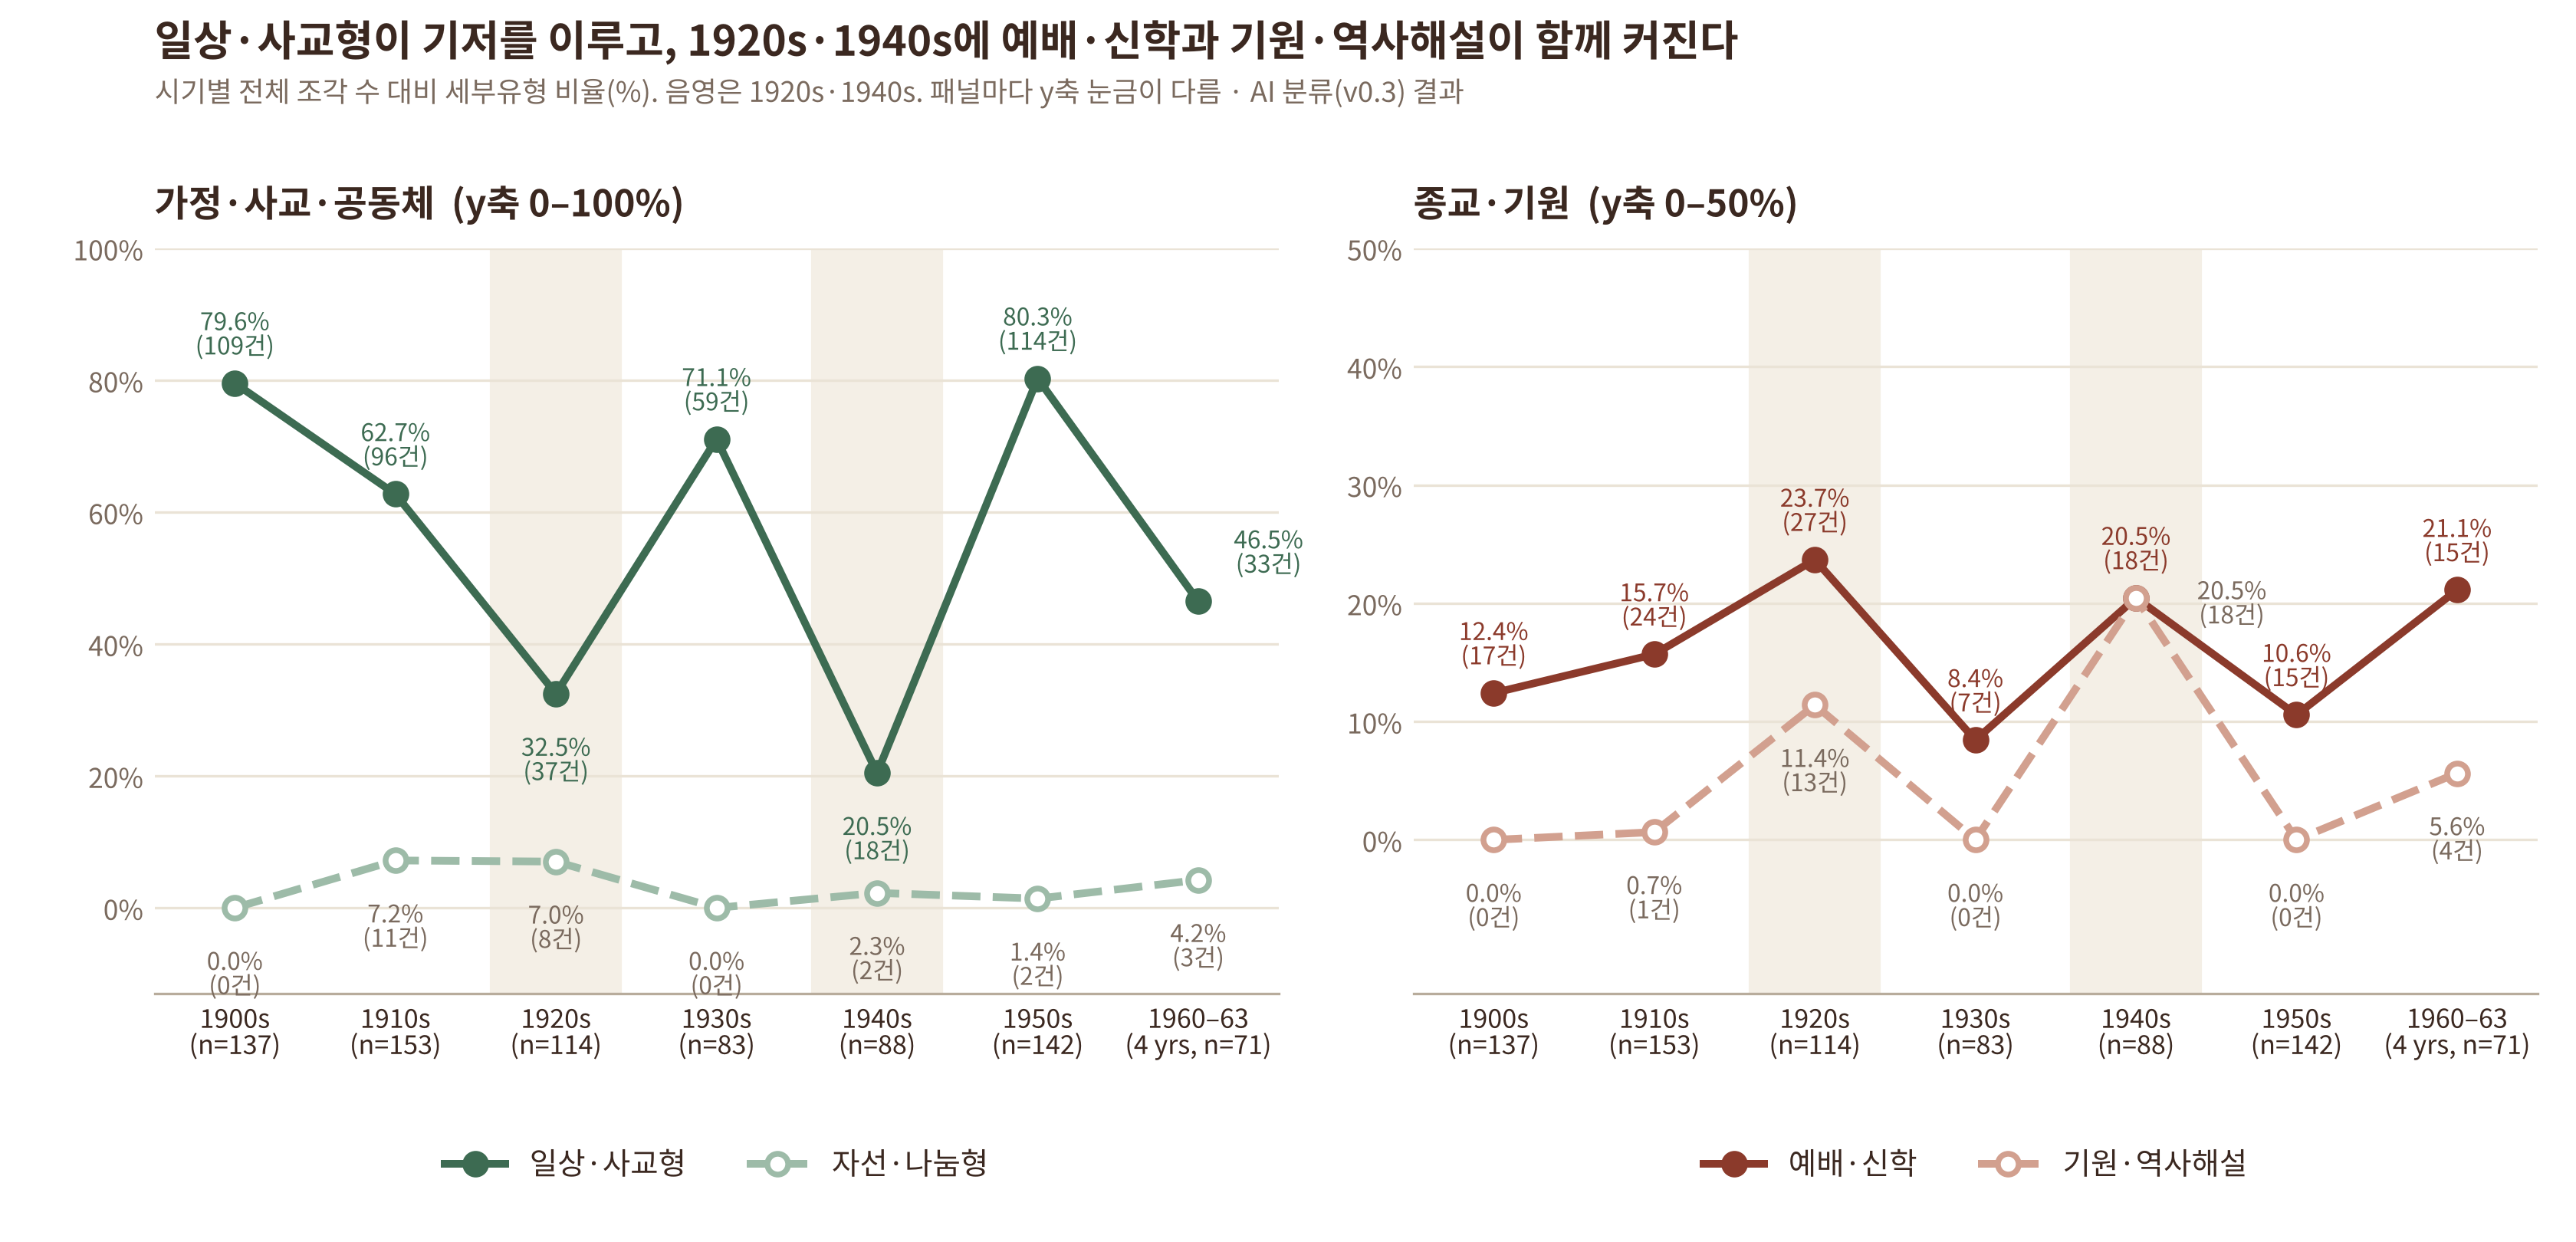 일상·사교형이 기저를 이루고, 1920s·1940s에 예배·신학과 기원·역사해설이 함께 커진다
시기별 전체 조각 수 대비 세부유형 비율(%). 음영은 1920s·1940s. 패널마다 y축 눈금이 다름 · AI 분류(v0.3) 결과
가정·사교·공동체 (y축 0–100%)
100%
80%
60%
40%
20%
0%
79.6%
(109건)
62.7%
(96건)
32.5%
(37건)
71.1%
(59건)
20.5%
(18건)
80.3%
(114건)
46.5%
(33건)
0.0%
(0건)
7.2%
(11건)
7.0%
(8건)
0.0%
(0건)
2.3%
(2건)
1.4%
(2건)
4.2%
(3건)
1900s
(n=137)
1910s
(n=153)
1920s
(n=114)
1930s
(n=83)
1940s
(n=88)
1950s
(n=142)
1960–63
(4 yrs, n=71)
일상·사교형
자선·나눔형
종교·기원 (y축 0–50%)
50%
40%
30%
20%
10%
0%
12.4%
(17건)
15.7%
(24건)
23.7%
(27건)
8.4%
(7건)
20.5%
(18건)
10.6%
(15건)
21.1%
(15건)
0.0%
(0건)
0.7%
(1건)
11.4%
(13건)
0.0%
(0건)
20.5%
(18건)
0.0%
(0건)
5.6%
(4건)
1900s
(n=137)
1910s
(n=153)
1920s
(n=114)
1930s
(n=83)
1940s
(n=88)
1950s
(n=142)
1960–63
(4 yrs, n=71)
예배·신학
기원·역사해설